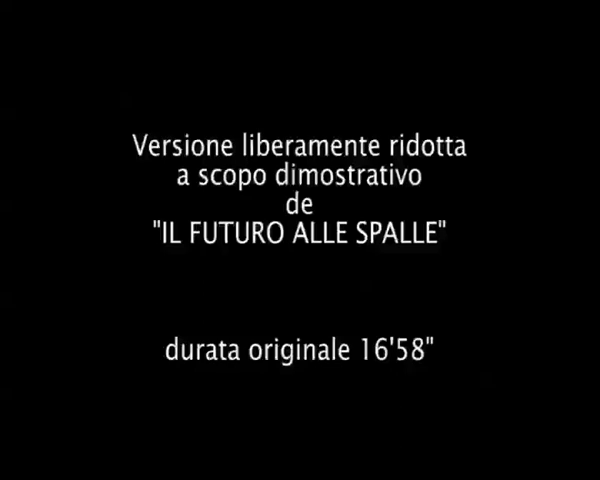 Versione liberamente ridotta
a scopo dimostrativo
de
"IL FUTURO ALLE SPALLE"
durata originale 16'58"